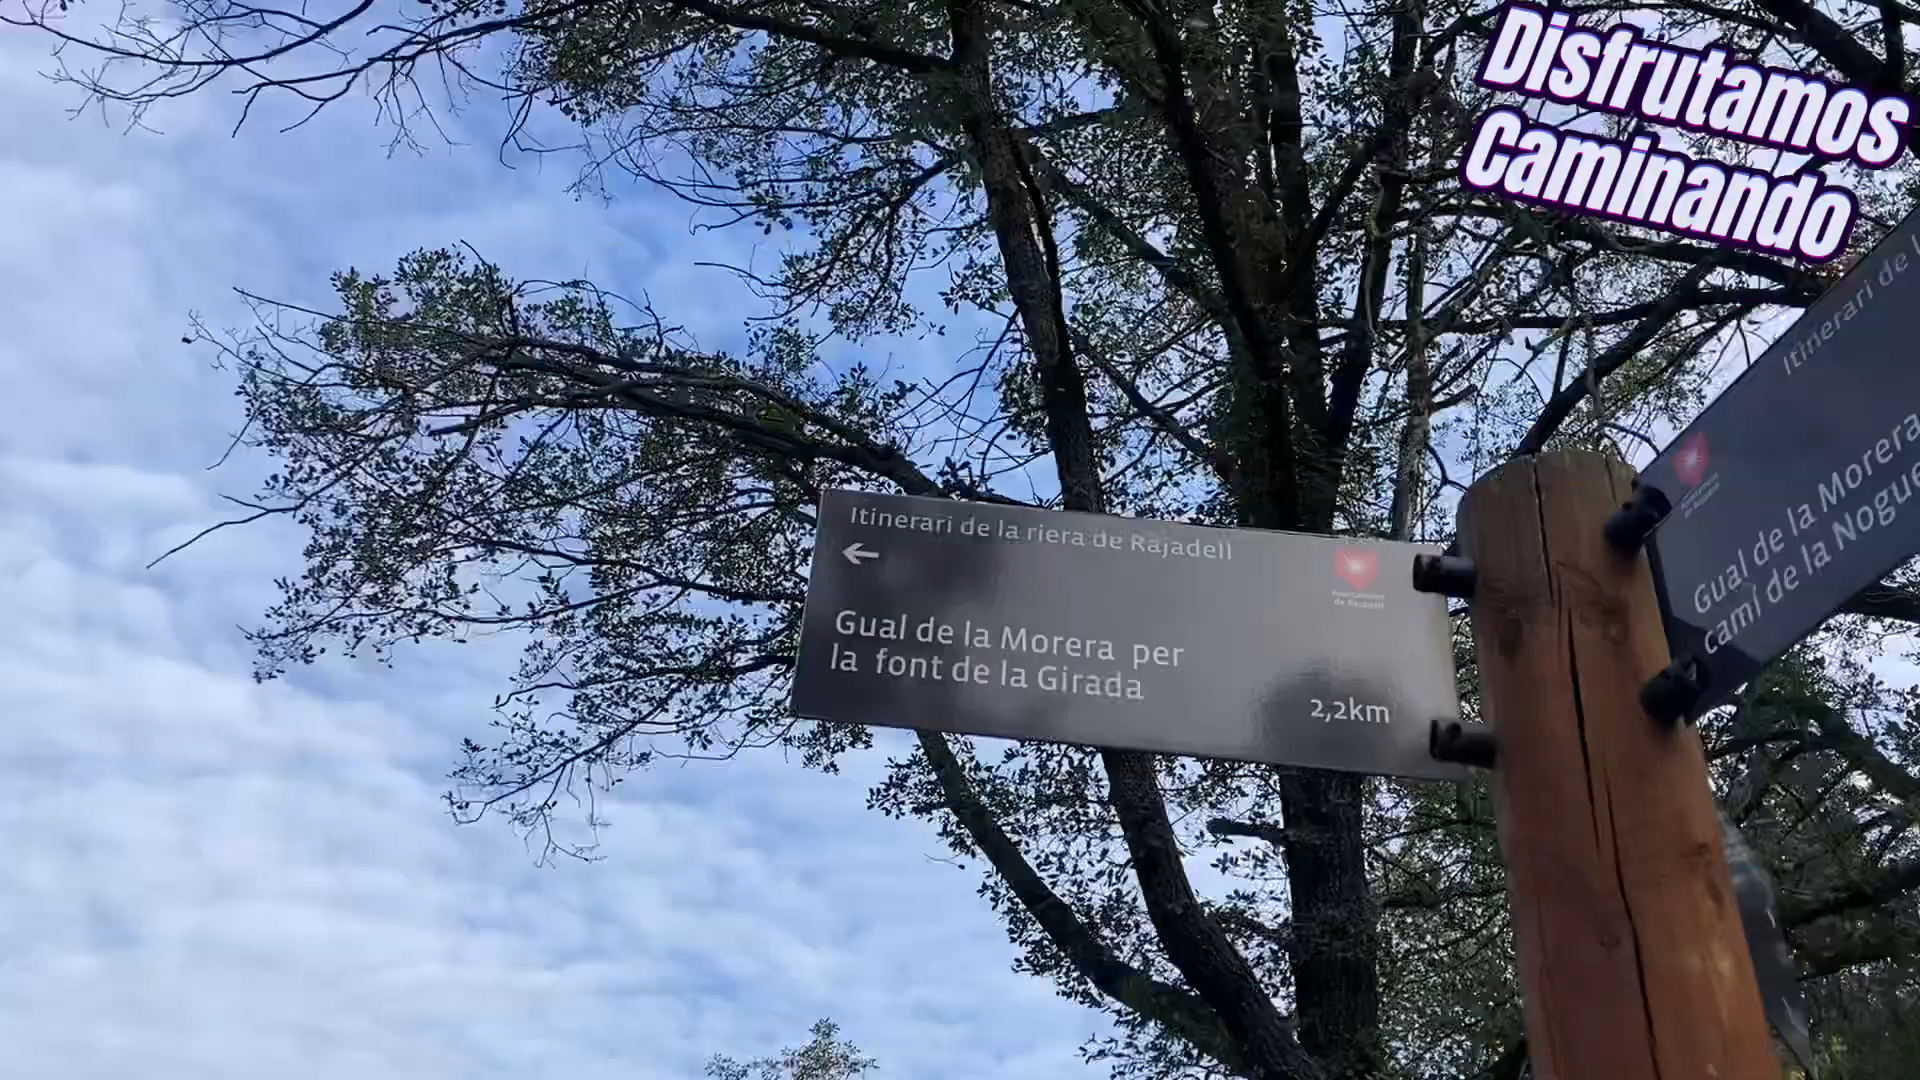 Disfrutamos
Caminando
Itinerari de la riera de Rajadell
←
Gual de la Morera per
la font de la Girada
2,2km
Itinerari de
Gual de la Morera
camí de la